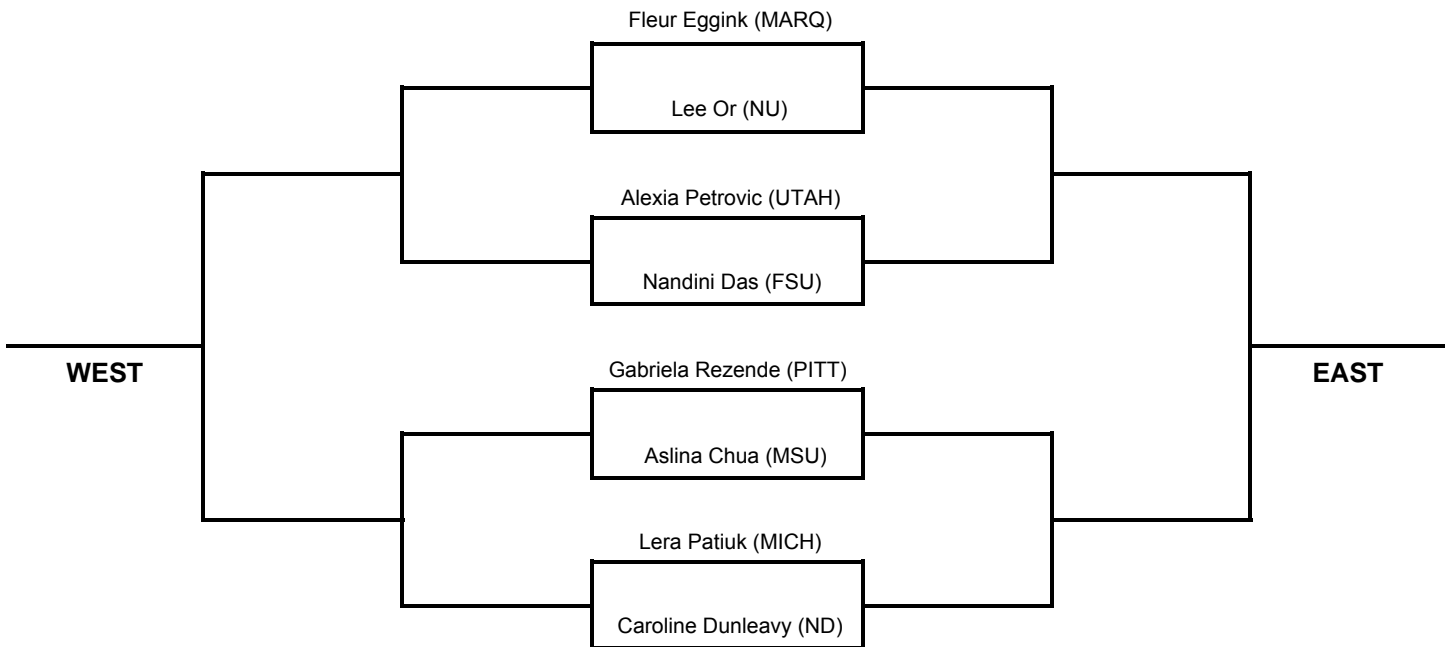 Fleur Eggink (MARQ)
Lee Or (NU)
Alexia Petrovic (UTAH)
Nandini Das (FSU)
WEST
EAST
Gabriela Rezende (PITT)
Aslina Chua (MSU)
Lera Patiuk (MICH)
Caroline Dunleavy (ND)